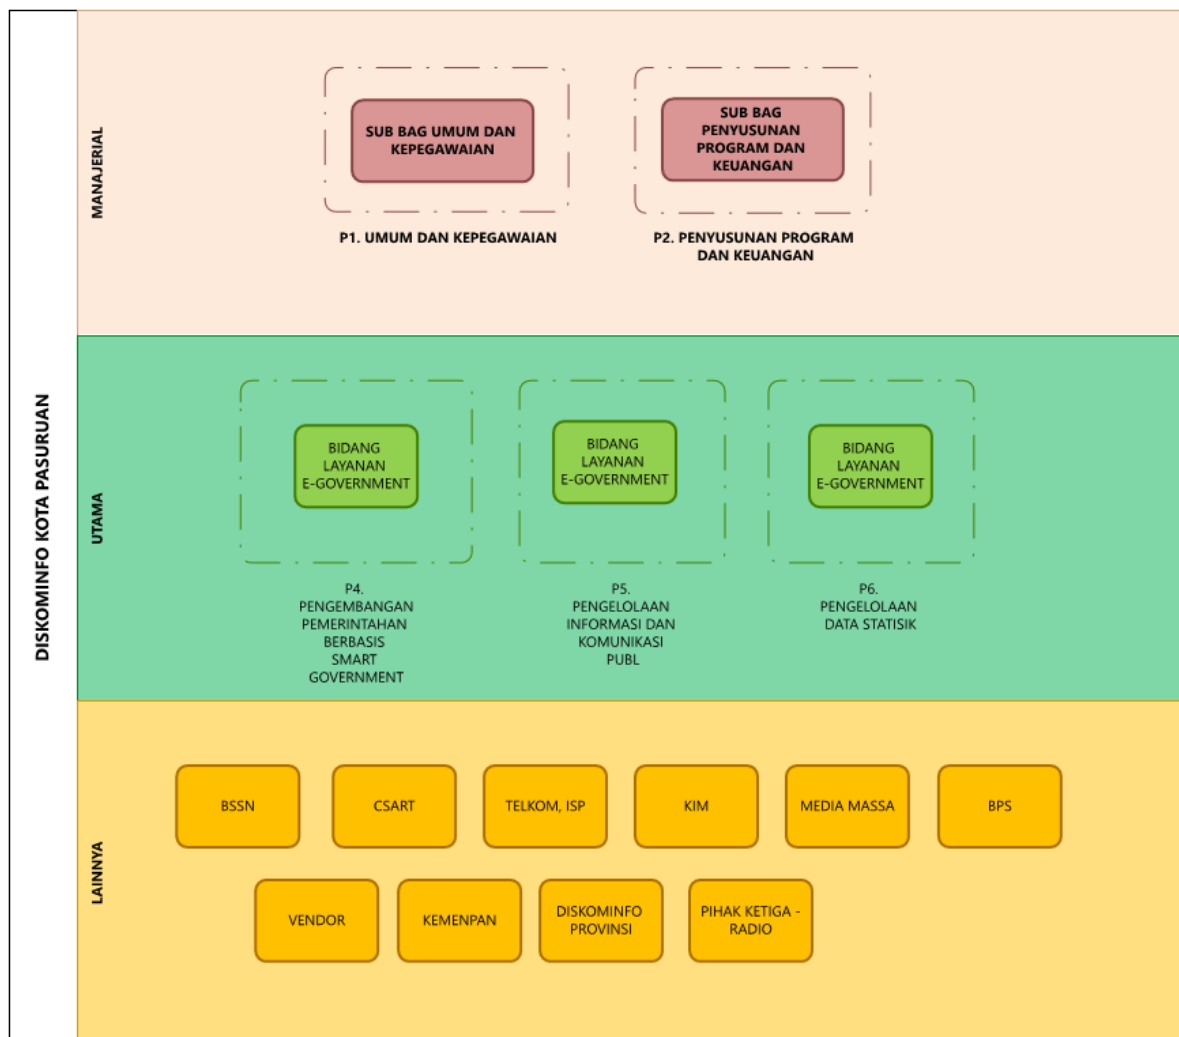 DISKOMINFO KOTA PASURUAN
MANAJERIAL
SUB BAG UMUM DAN
KEPEGAWAIAN
P1. UMUM DAN KEPEGAWAIAN
SUB BAG
PENYUSUNAN
PROGRAM DAN
KEUANGAN
P2. PENYUSUNAN PROGRAM
DAN KEUANGAN
UTAMA
BIDANG
LAYANAN
E-GOVERNMENT
P4.
PENGEMBANGAN
PEMERINTAHAN
BERBASIS
SMART
GOVERNMENT
BIDANG
LAYANAN
E-GOVERNMENT
P5.
PENGELOLAAN
INFORMASI DAN
KOMUNIKASI
PUBL
BIDANG
LAYANAN
E-GOVERNMENT
P6.
PENGELOLAAN
DATA STATISIK
LAINNYA
BSSN
CSART
TELKOM, ISP
KIM
MEDIA MASSA
BPS
VENDOR
KEMENPAN
DISKOMINFO
PROVINSI
PIHAK KETIGA -
RADIO